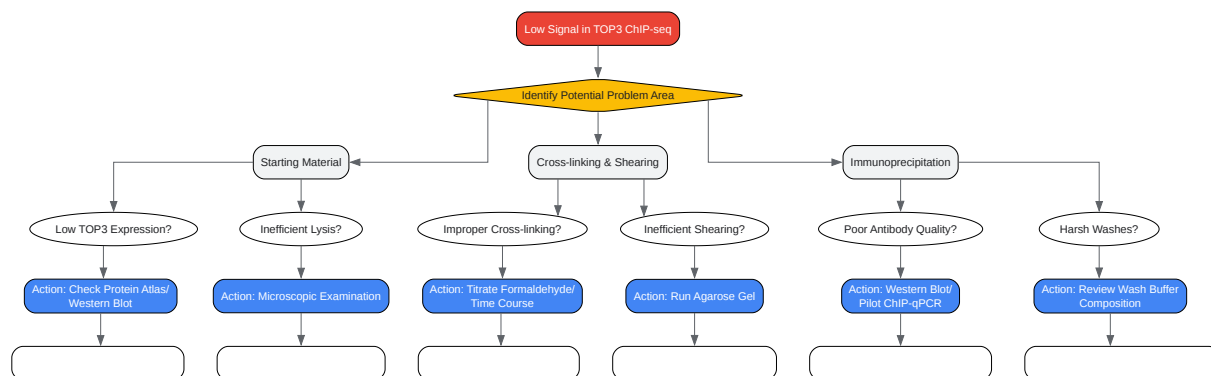 Low Signal in TOP3 ChIP-seq
Identify Potential Problem Area
Starting Material
Cross-linking & Shearing
Immunoprecipitation
Low TOP3 Expression?
Inefficient Lysis?
Improper Cross-linking?
Inefficient Shearing?
Poor Antibody Quality?
Harsh Washes?
Action: Check Protein Atlas/
Western Blot
Action: Microscopic Examination
Action: Titrate Formaldehyde/
Time Course
Action: Run Agarose Gel
Action: Western Blot/
Pilot ChIP-qPCR
Action: Review Wash Buffer
Composition